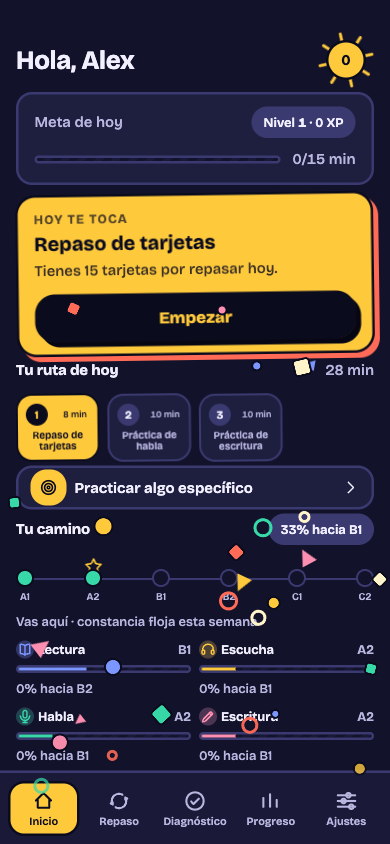 Hola, Alex
0
Meta de hoy
Nivel 1 · 0 XP
0/15 min
HOY TE TOCA
Repaso de tarjetas
Tienes 15 tarjetas por repasar hoy.
Empezar
Tu ruta de hoy
28 min
1
8 min
Repaso de
tarjetas
2
10 min
Práctica de
habla
3
10 min
Práctica de
escritura
Practicar algo específico
Tu camino
33% hacia B1
A1
A2
B1
B2
C1
C2
Vas aquí · constancia floja esta semana
Lectura
B1
0% hacia B2
Escucha
A2
0% hacia B1
Habla
A2
0% hacia B1
Escritura
A2
0% hacia B1
Inicio
Repaso
Diagnóstico
Progreso
Ajustes